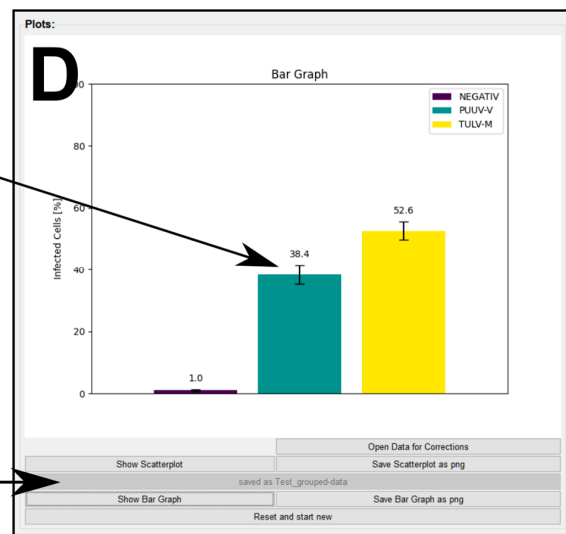 Plots:
D
Bar Graph
NEGATIV
PUUV-V
TULV-M
Infected Cells [%]
00
80
60
40
20
0
1.0
38.4
52.6
Open Data for Corrections
Show Scatterplot
Save Scatterplot as png
saved as Test_grouped-data
Show Bar Graph
Save Bar Graph as png
Reset and start new